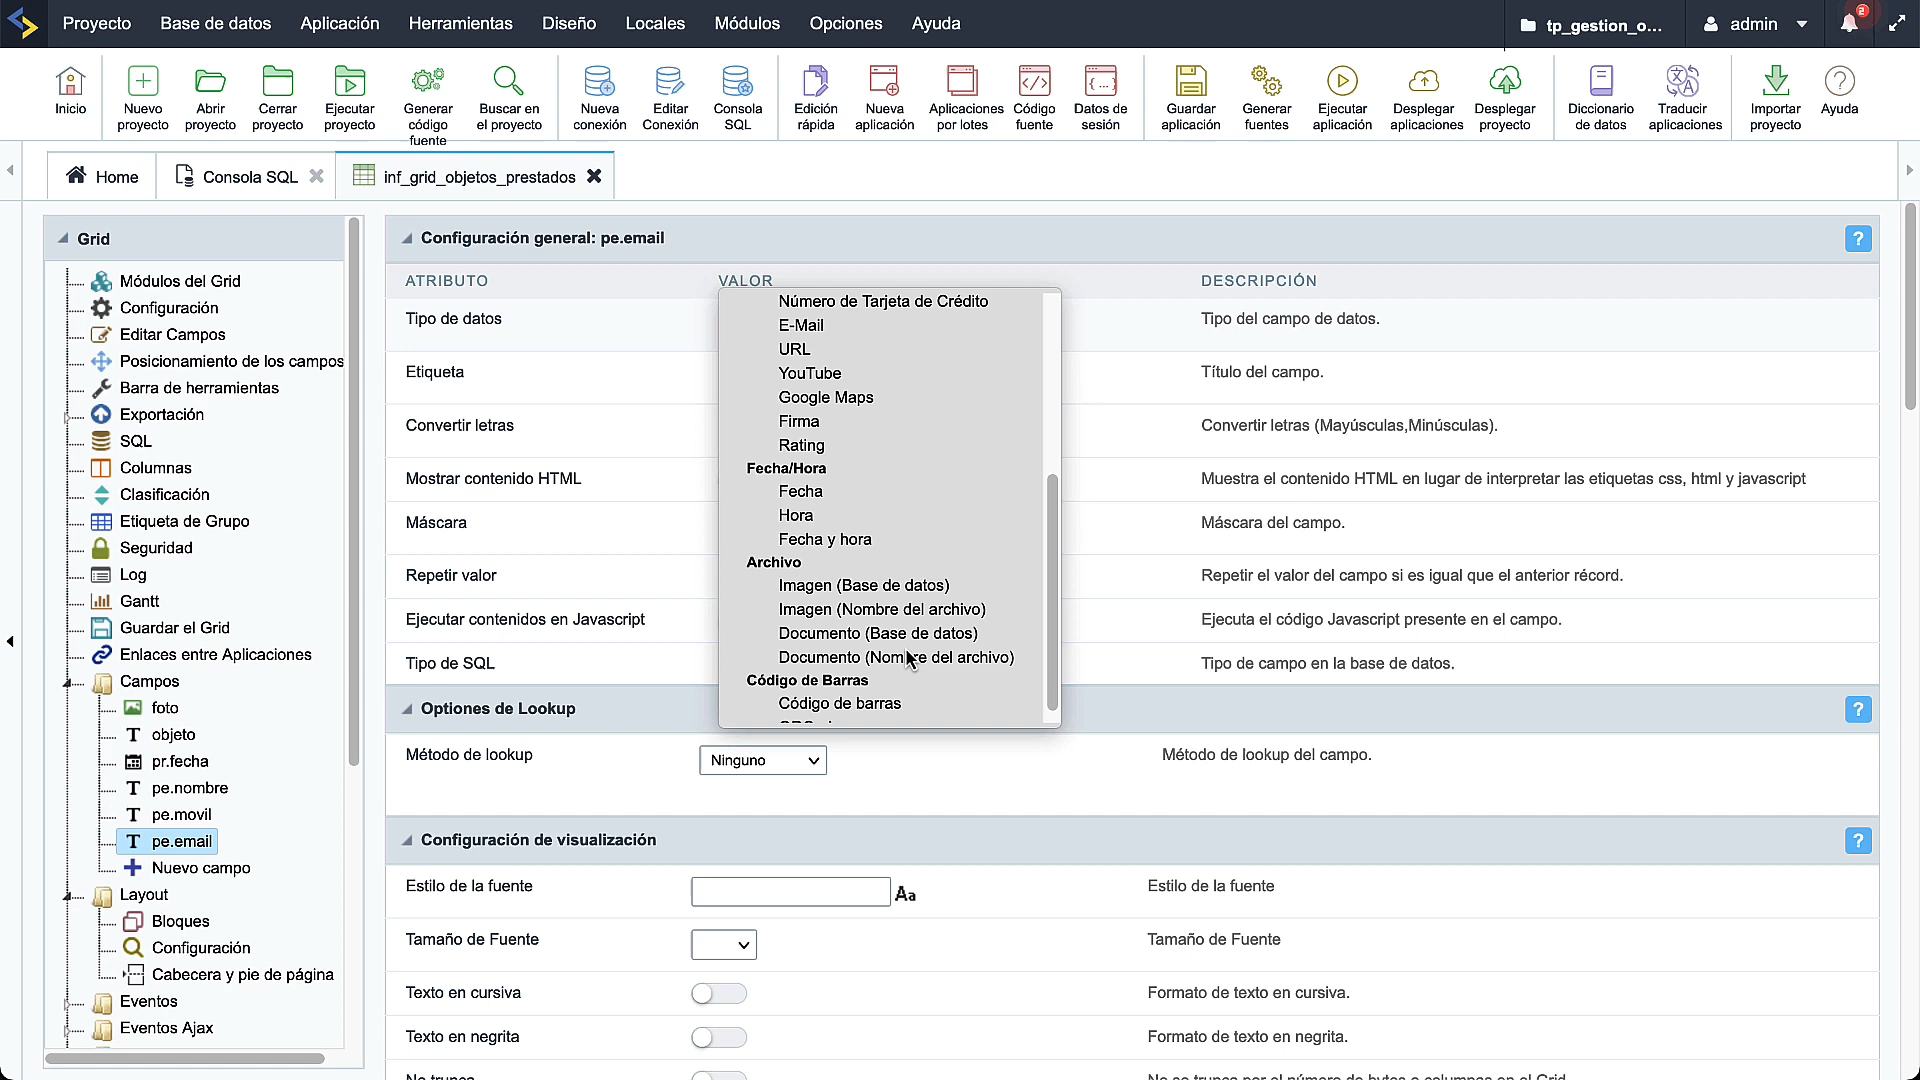 Proyecto Base de datos Aplicación Herramientas Diseño Locales Módulos Opciones Ayuda tp_gestion_o... admin 2
Inicio
Nuevo proyecto
Abrir proyecto
Cerrar proyecto
Ejecutar proyecto
Generar código fuente
Buscar en el proyecto
Nueva conexión
Editar Conexión
Consola SQL
Edición rápida
Nueva aplicación
Aplicaciones por lotes
Código fuente
Datos de sesión
Guardar aplicación
Generar fuentes
Ejecutar aplicación
Desplegar aplicaciones
Desplegar proyecto
Diccionario de datos
Traducir aplicaciones
Importar proyecto
Ayuda
Home Consola SQL inf_grid_objetos_prestados
Grid
Módulos del Grid
Configuración
Editar Campos
Posicionamiento de los campos
Barra de herramientas
Exportación
SQL
Columnas
Clasificación
Etiqueta de Grupo
Seguridad
Log
Gantt
Guardar el Grid
Enlaces entre Aplicaciones
Campos
foto
objeto
pr.fecha
pe.nombre
pe.movil
pe.email
Nuevo campo
Layout
Bloques
Configuración
Cabecera y pie de página
Eventos
Eventos Ajax
Configuración general: pe.email ?
ATRIBUTO VALOR DESCRIPCIÓN
Tipo de datos Tipo del campo de datos.
Etiqueta Título del campo.
Convertir letras Convertir letras (Mayúsculas,Minúsculas).
Mostrar contenido HTML Muestra el contenido HTML en lugar de interpretar las etiquetas css, html y javascript
Máscara Máscara del campo.
Repetir valor Repetir el valor del campo si es igual que el anterior récord.
Ejecutar contenidos en Javascript Ejecuta el código Javascript presente en el campo.
Tipo de SQL Tipo de campo en la base de datos.
Número de Tarjeta de Crédito
E-Mail
URL
YouTube
Google Maps
Firma
Rating
Fecha/Hora
Fecha
Hora
Fecha y hora
Archivo
Imagen (Base de datos)
Imagen (Nombre del archivo)
Documento (Base de datos)
Documento (Nombre del archivo)
Código de Barras
Código de barras
Optiones de Lookup ?
Método de lookup Ninguno Método de lookup del campo.
Configuración de visualización ?
Estilo de la fuente Aa Estilo de la fuente
Tamaño de Fuente Tamaño de Fuente
Texto en cursiva Formato de texto en cursiva.
Texto en negrita Formato de texto en negrita.